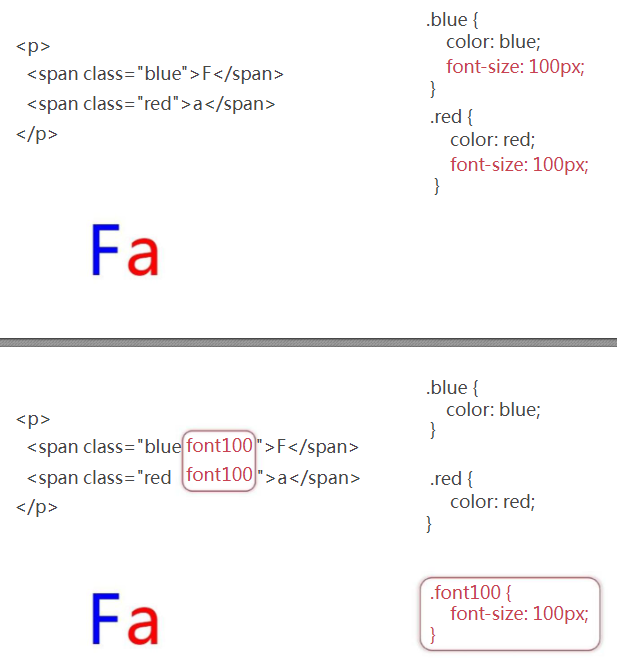 <p>
<span class="blue">F</span>
<span class="red">a</span>
</p>
.blue {
color: blue;
font-size: 100px;
}
.red {
color: red;
font-size: 100px;
}
Fa
<p>
<span class="blue font100 ">F</span>
<span class="red font100 ">a</span>
</p>
.blue {
color: blue;
}
.red {
color: red;
}
Fa
.font100 {
font-size: 100px;
}